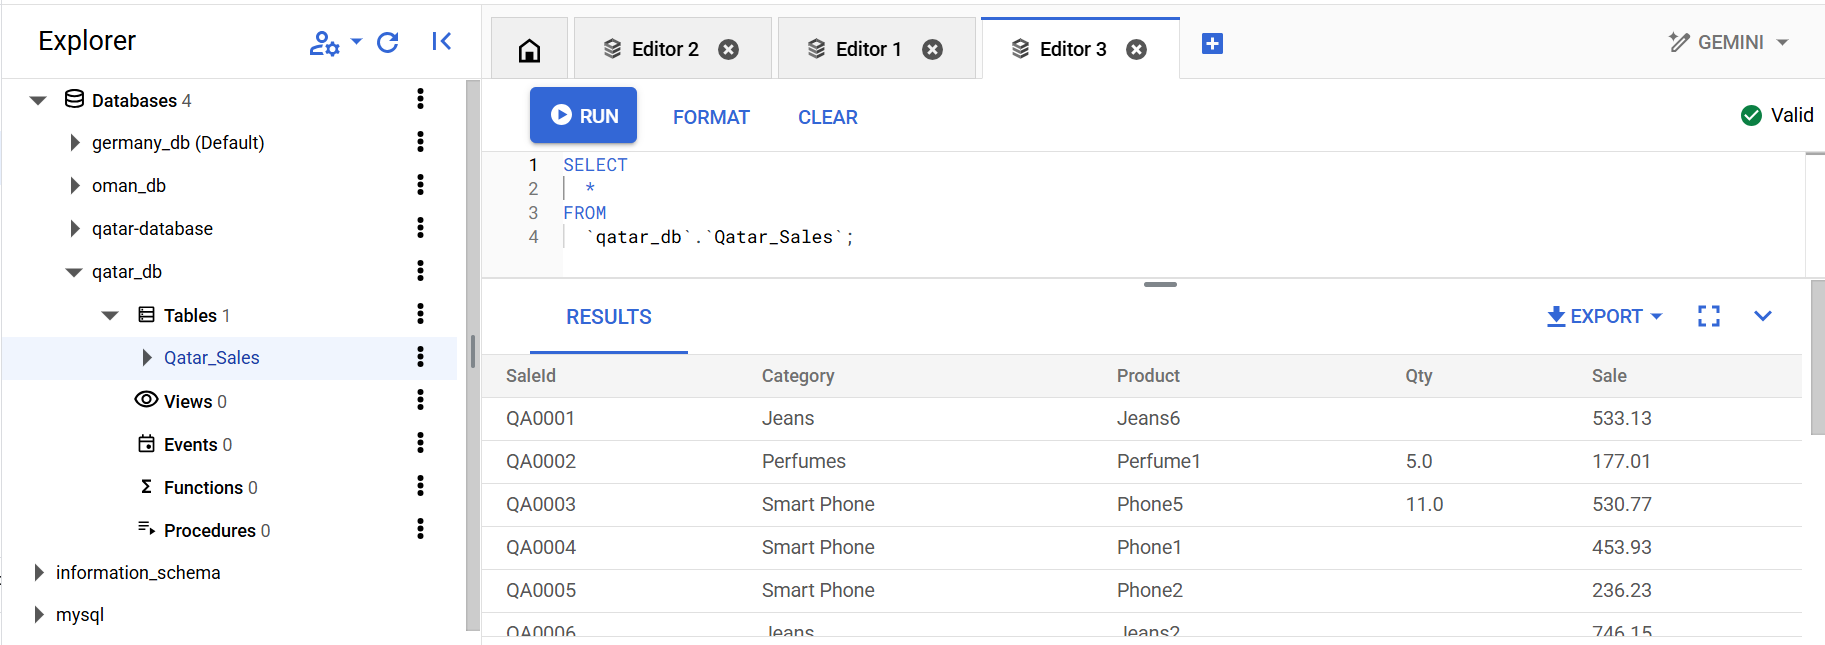 Explorer
Editor 2
Editor 1
Editor 3
GEMINI
Databases 4
germany_db (Default)
oman_db
qatar-database
qatar_db
Tables 1
Qatar_Sales
Views 0
Events 0
Functions 0
Procedures 0
information_schema
mysql
RUN
FORMAT
CLEAR
Valid
1 SELECT
2 *
3 FROM
4 `qatar_db`.`Qatar_Sales`;
RESULTS
EXPORT
SaleId Category Product Qty Sale
QA0001 Jeans Jeans6 533.13
QA0002 Perfumes Perfume1 5.0 177.01
QA0003 Smart Phone Phone5 11.0 530.77
QA0004 Smart Phone Phone1 453.93
QA0005 Smart Phone Phone2 236.23
QA0006 Jeans Jeans2 746.15